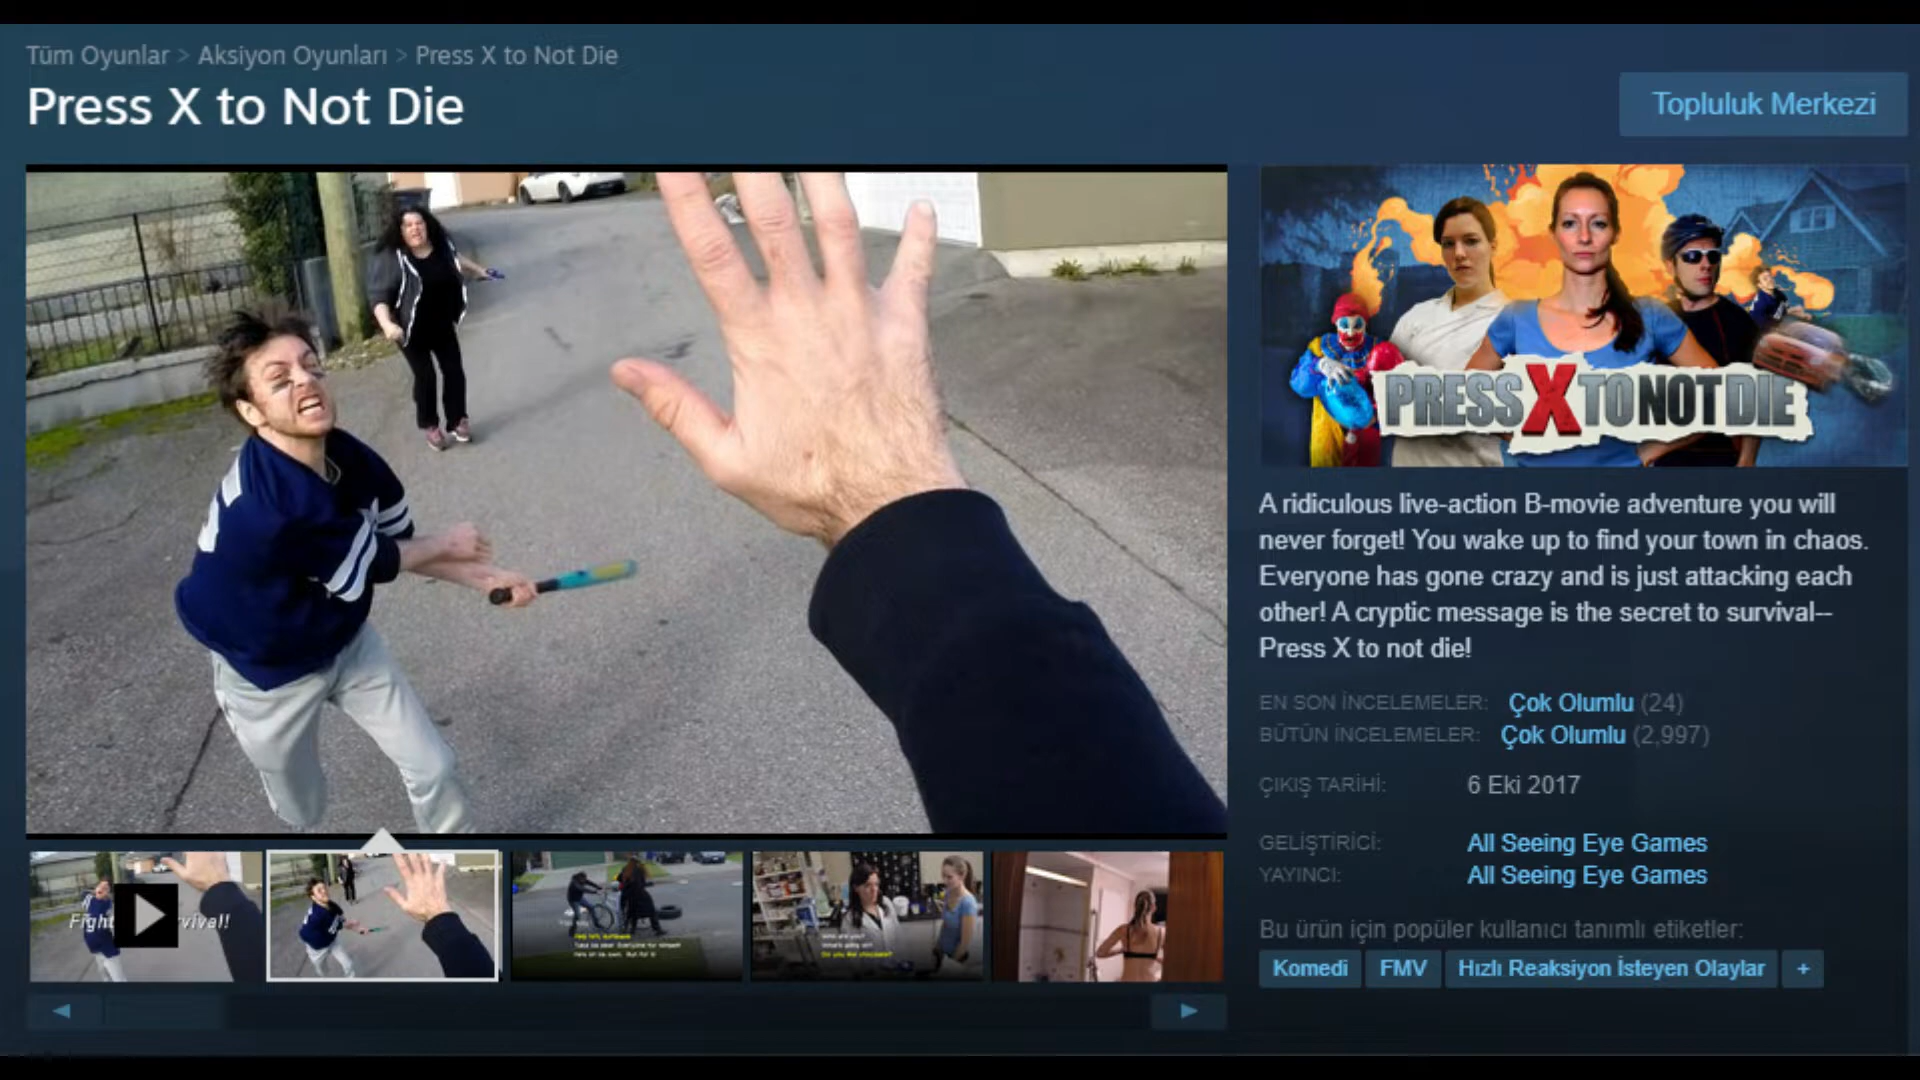 Tüm Oyunlar > Aksiyon Oyunları > Press X to Not Die
Press X to Not Die
Topluluk Merkezi
PRESS X TO NOT DIE
A ridiculous live-action B-movie adventure you will
never forget! You wake up to find your town in chaos.
Everyone has gone crazy and is just attacking each
other! A cryptic message is the secret to survival--
Press X to not die!
EN SON İNCELEMELER: Çok Olumlu (24)
BÜTÜN İNCELEMELER: Çok Olumlu (2,997)
ÇIKIŞ TARİHİ: 6 Eki 2017
GELİŞTİRİCİ: All Seeing Eye Games
YAYINCI: All Seeing Eye Games
Bu ürün için popüler kullanıcı tanımlı etiketler:
Komedi FMV Hızlı Reaksiyon İsteyen Olaylar +
Do you like chocolate?